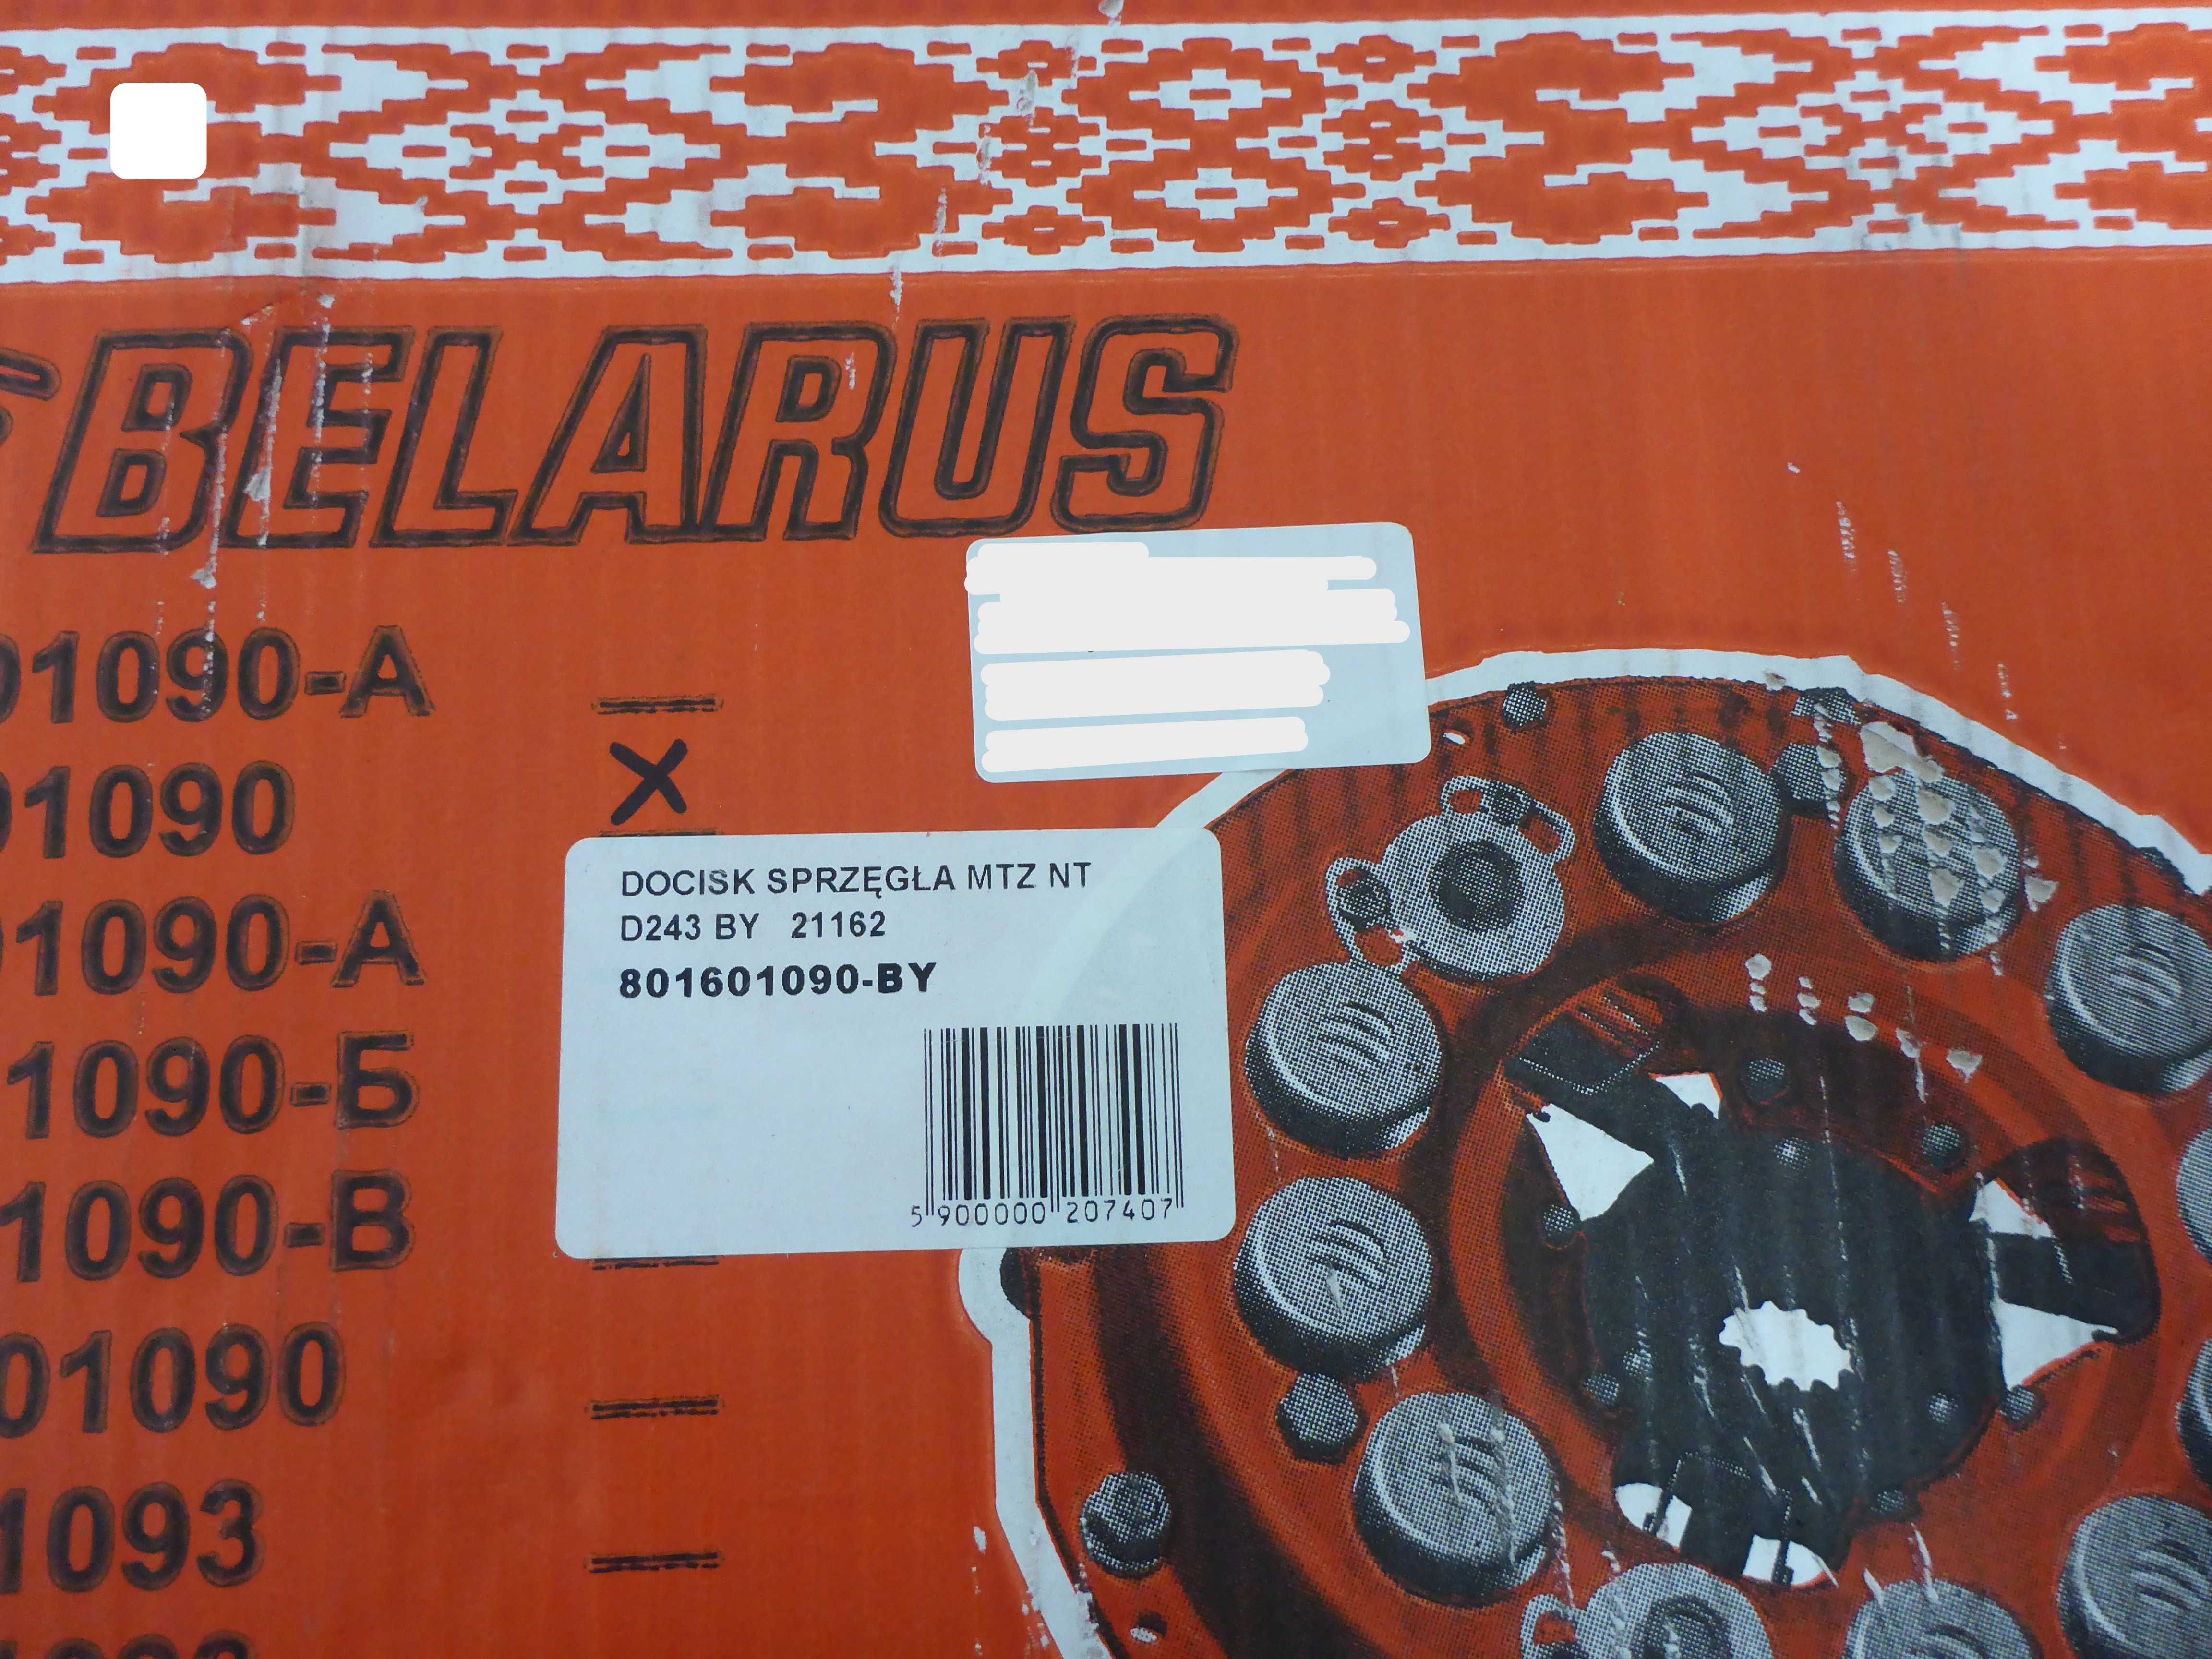 BELARUS
01090-А
01090
1090-А
1090-Б
1090-В
01090
1093
X
DOCISK SPRZĘGŁA MTZ NT
D243 BY 21162
801601090-BY
5 900000 207407